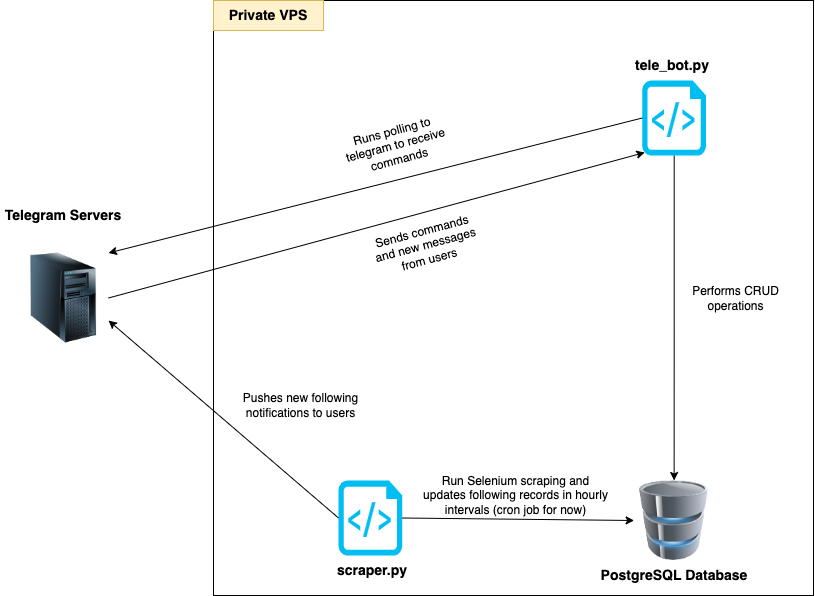 Private VPS
tele_bot.py
</>
Runs polling to
telegram to receive
commands
Telegram Servers
Sends commands
and new messages
from users
Performs CRUD
operations
Pushes new following
notifications to users
Run Selenium scraping and
updates following records in hourly
intervals (cron job for now)
</>
scraper.py
PostgreSQL Database